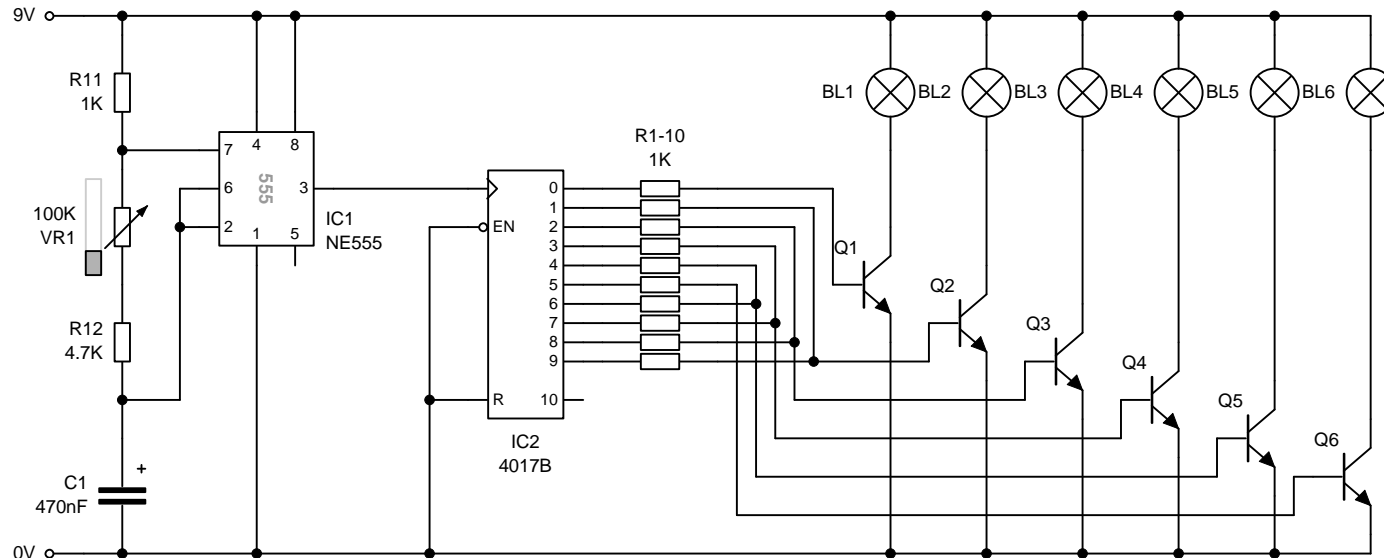 9V
R11
1K
100K
VR1
R12
4.7K
C1
+
470nF
0V
4 8
7
6
2
3
1 5
555
IC1
NE555
EN
R
0
1
2
3
4
5
6
7
8
9
10
IC2
4017B
R1-10
1K
BL1
BL2
BL3
BL4
BL5
BL6
Q1
Q2
Q3
Q4
Q5
Q6